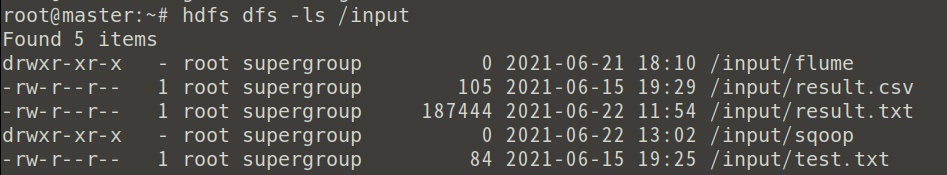 root@master:~# hdfs dfs -ls /input
Found 5 items
drwxr-xr-x   - root supergroup          0 2021-06-21 18:10 /input/flume
-rw-r--r--   1 root supergroup        105 2021-06-15 19:29 /input/result.csv
-rw-r--r--   1 root supergroup     187444 2021-06-22 11:54 /input/result.txt
drwxr-xr-x   - root supergroup          0 2021-06-22 13:02 /input/sqoop
-rw-r--r--   1 root supergroup         84 2021-06-15 19:25 /input/test.txt